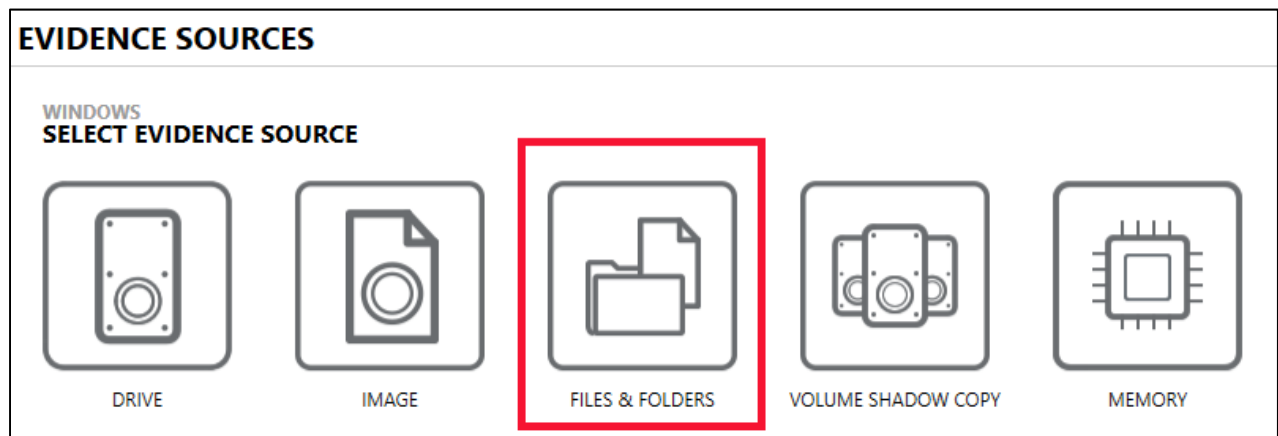 EVIDENCE SOURCES
WINDOWS
SELECT EVIDENCE SOURCE
DRIVE
IMAGE
FILES & FOLDERS
VOLUME SHADOW COPY
MEMORY